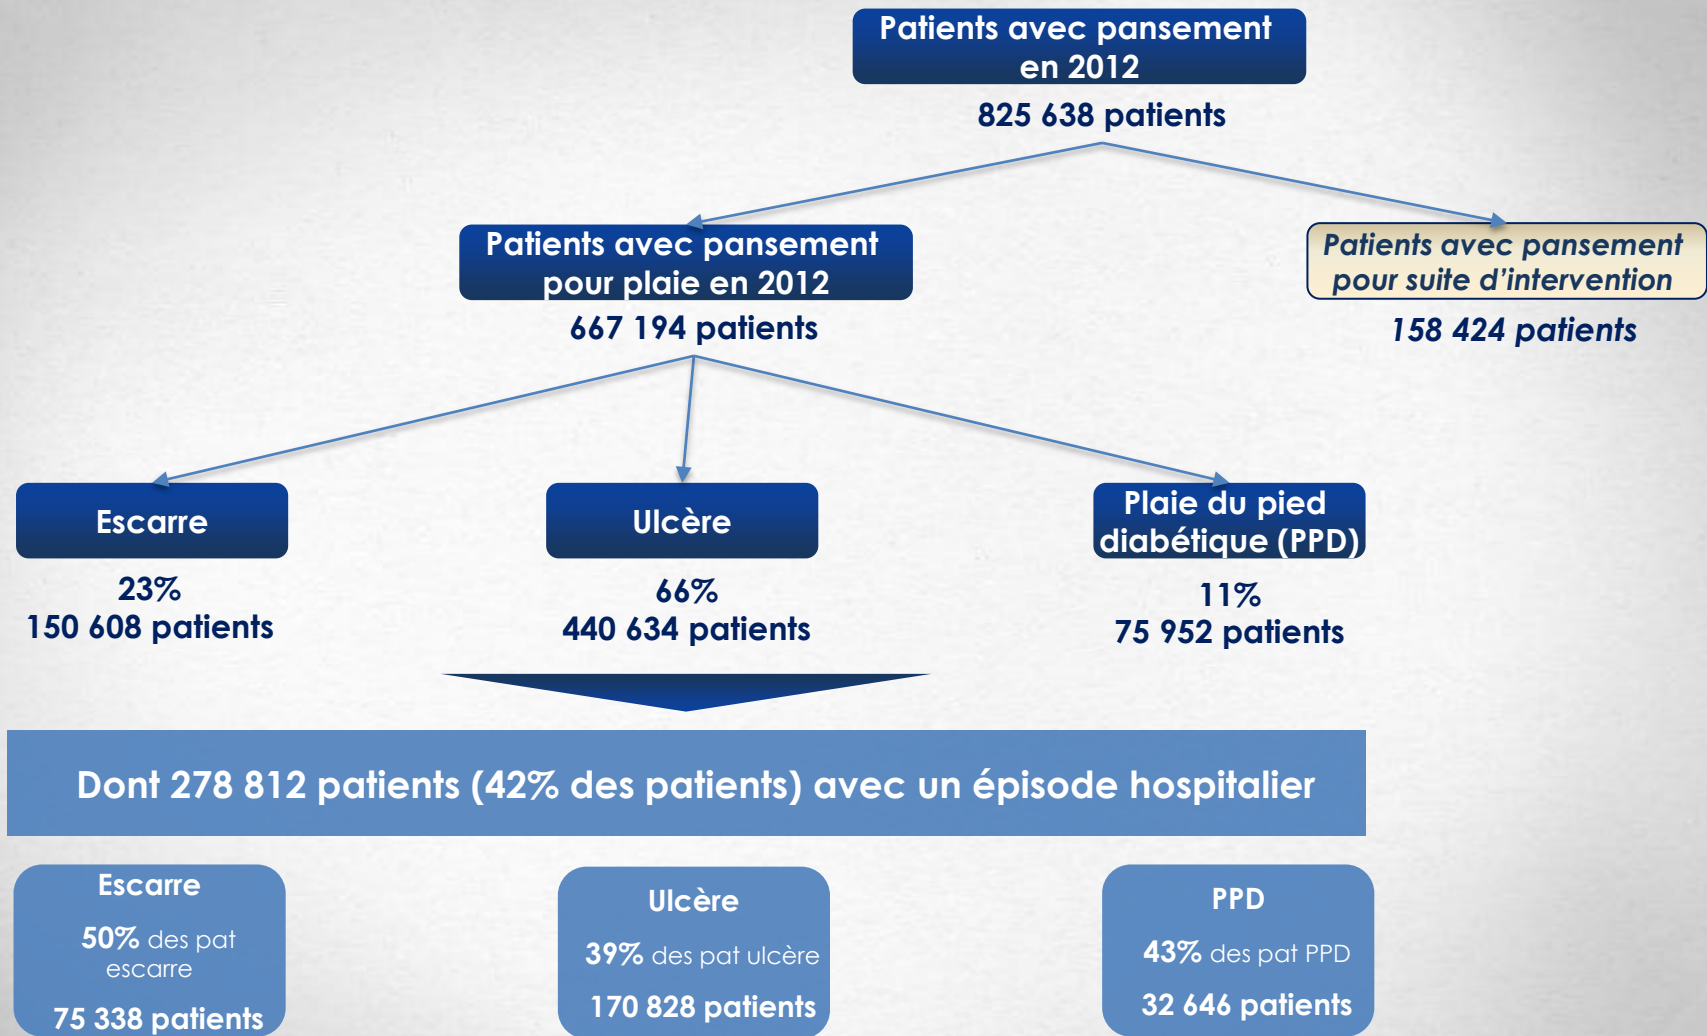 Patients avec pansement
en 2012
825 638 patients
Patients avec pansement
pour plaie en 2012
667 194 patients
Patients avec pansement
pour suite d’intervention
158 424 patients
Escarre
23%
150 608 patients
Ulcère
66%
440 634 patients
Plaie du pied
diabétique (PPD)
11%
75 952 patients
Dont 278 812 patients (42% des patients) avec un épisode hospitalier
Escarre
50% des pat
escarre
75 338 patients
Ulcère
39% des pat ulcère
170 828 patients
PPD
43% des pat PPD
32 646 patients